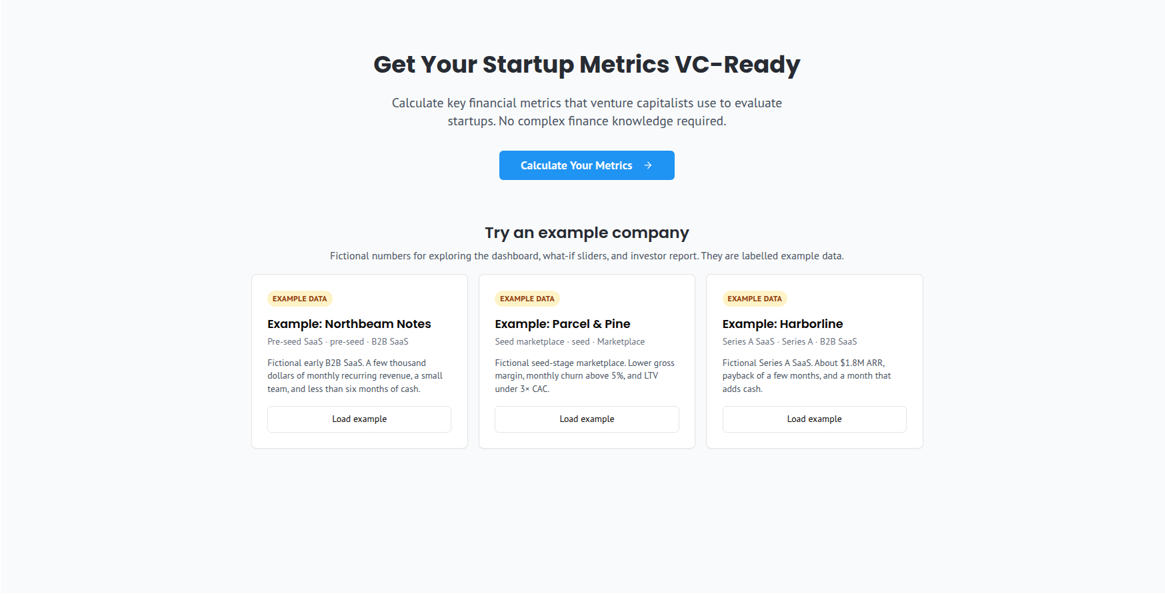 Get Your Startup Metrics VC-Ready
Calculate key financial metrics that venture capitalists use to evaluate
startups. No complex finance knowledge required.
Calculate Your Metrics →
Try an example company
Fictional numbers for exploring the dashboard, what-if sliders, and investor report. They are labelled example data.
EXAMPLE DATA
Example: Northbeam Notes
Pre-seed SaaS · pre-seed · B2B SaaS
Fictional early B2B SaaS. A few thousand
dollars of monthly recurring revenue, a small
team, and less than six months of cash.
Load example
EXAMPLE DATA
Example: Parcel & Pine
Seed marketplace · seed · Marketplace
Fictional seed-stage marketplace. Lower gross
margin, monthly churn above 5%, and LTV
under 3× CAC.
Load example
EXAMPLE DATA
Example: Harborline
Series A SaaS · Series A · B2B SaaS
Fictional Series A SaaS. About $1.8M ARR,
payback of a few months, and a month that
adds cash.
Load example